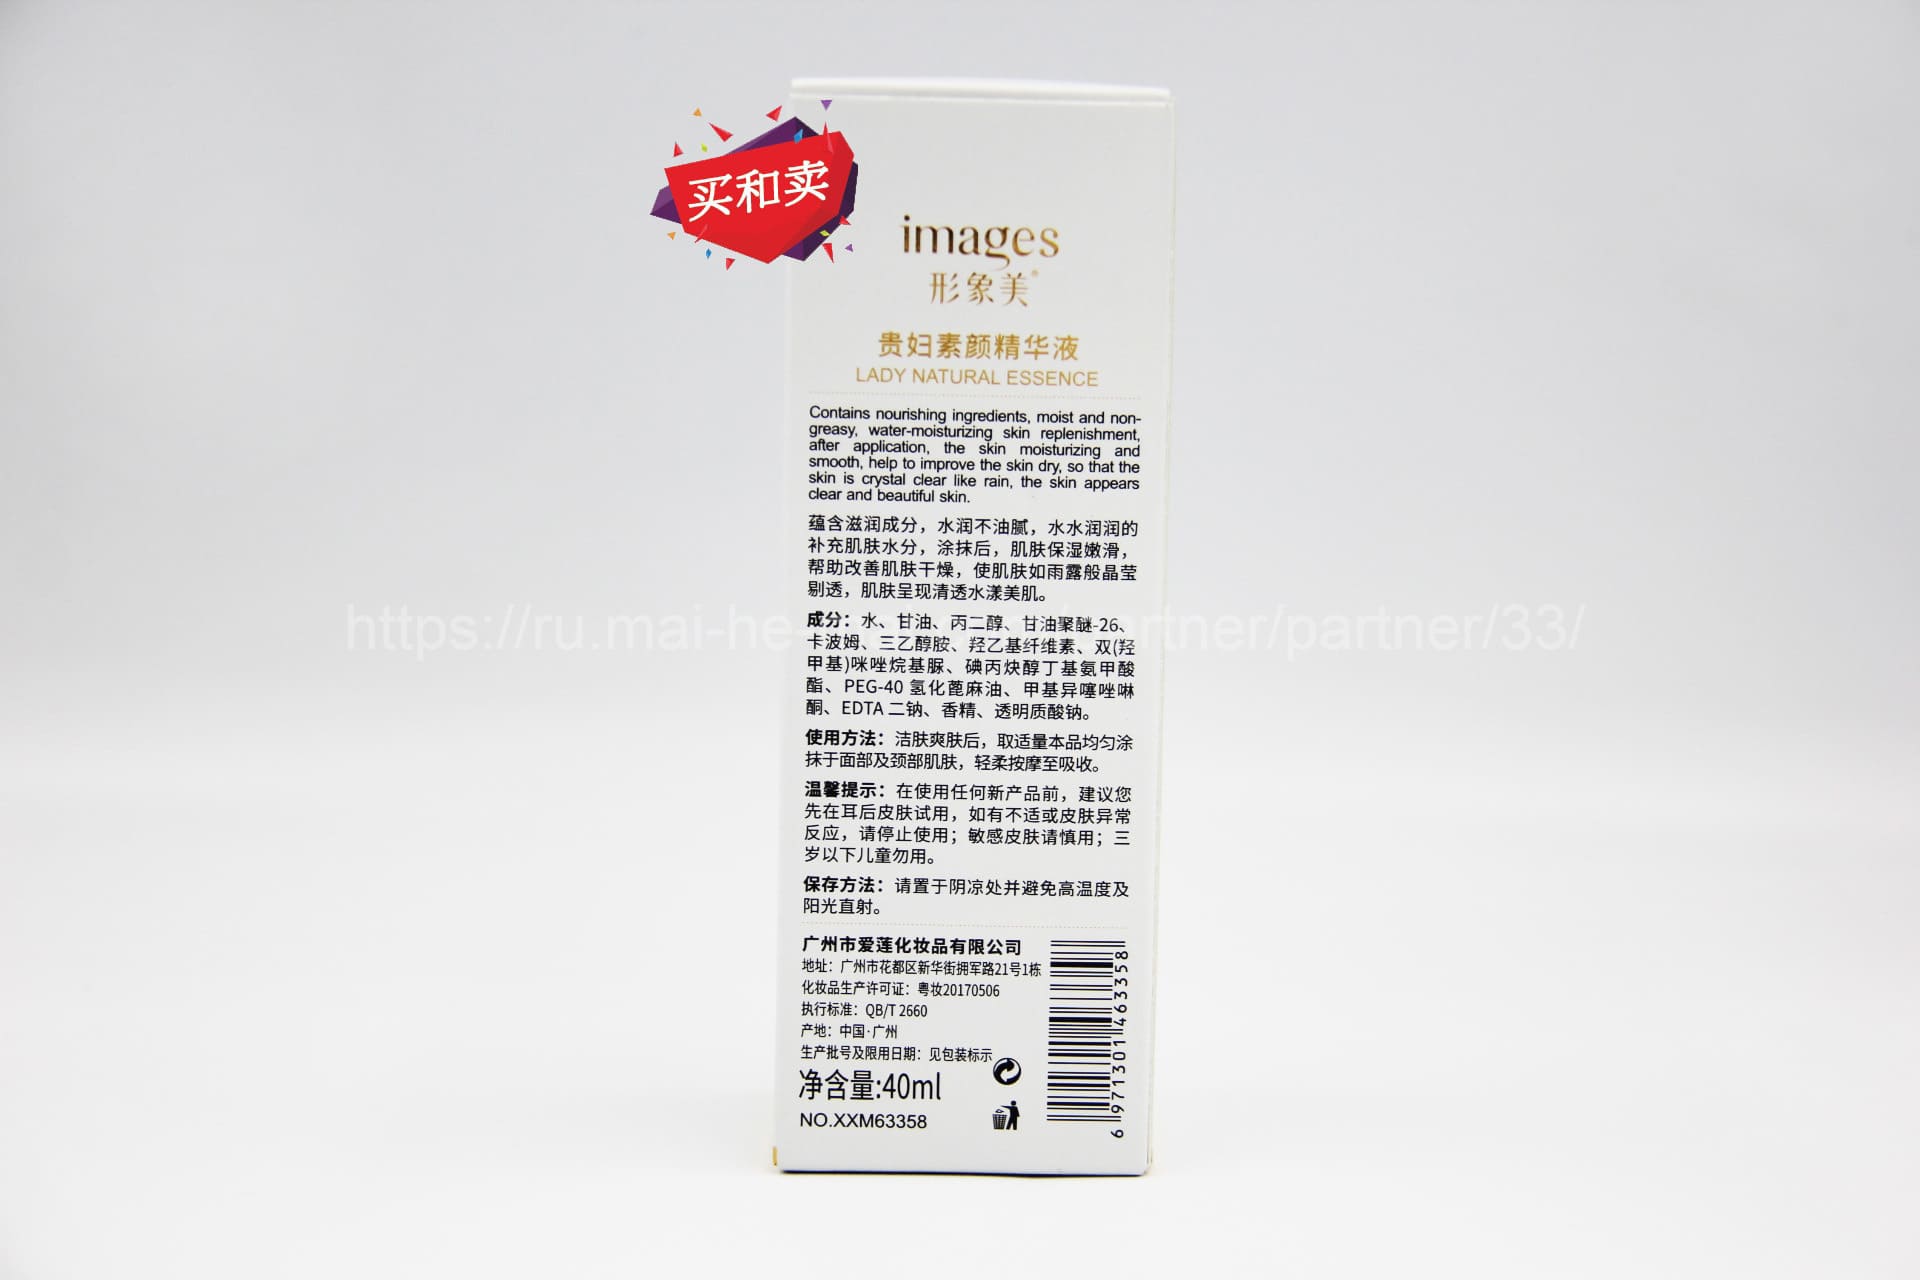 买和卖
images
形象美®
贵妇素颜精华液
LADY NATURAL ESSENCE
Contains nourishing ingredients, moist and non-
greasy, water-moisturizing skin replenishment,
after application, the skin moisturizing and
smooth, help to improve the skin dry, so that the
skin is crystal clear like rain, the skin appears
clear and beautiful skin.
蕴含滋润成分，水润不油腻，水水润润的
补充肌肤水分，涂抹后，肌肤保湿嫩滑，
帮助改善肌肤干燥，使肌肤如雨露般晶莹
剔透，肌肤呈现清透水漾美肌。
成分：水、甘油、丙二醇、甘油聚醚-26、
卡波姆、三乙醇胺、羟乙基纤维素、双(羟
甲基)咪唑烷基脲、碘丙炔醇丁基氨甲酸
酯、PEG-40 氢化蓖麻油、甲基异噻唑啉
酮、EDTA 二钠、香精、透明质酸钠。
使用方法：洁肤爽肤后，取适量本品均匀涂
抹于面部及颈部肌肤，轻柔按摩至吸收。
温馨提示：在使用任何新产品前，建议您
先在耳后皮肤试用，如有不适或皮肤异常
反应，请停止使用；敏感皮肤请慎用；三
岁以下儿童勿用。
保存方法：请置于阴凉处并避免高温度及
阳光直射。
广州市爱莲化妆品有限公司
地址：广州市花都区新华街拥军路21号1栋
化妆品生产许可证：粤妆20170506
执行标准：QB/T 2660
产地：中国·广州
生产批号及限用日期：见包装标示
净含量:40ml
NO.XXM63358
6 971301 463358